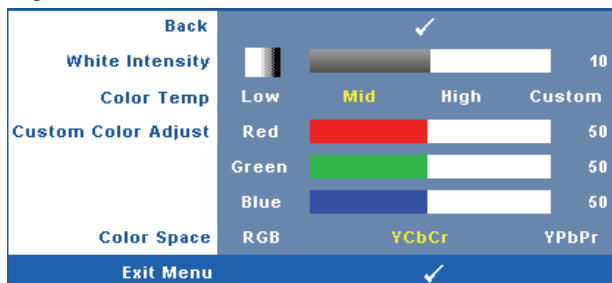 Back
White Intensity 10
Color Temp Low Mid High Custom
Custom Color Adjust Red 50
Green 50
Blue 50
Color Space RGB YCbCr YPbPr
Exit Menu